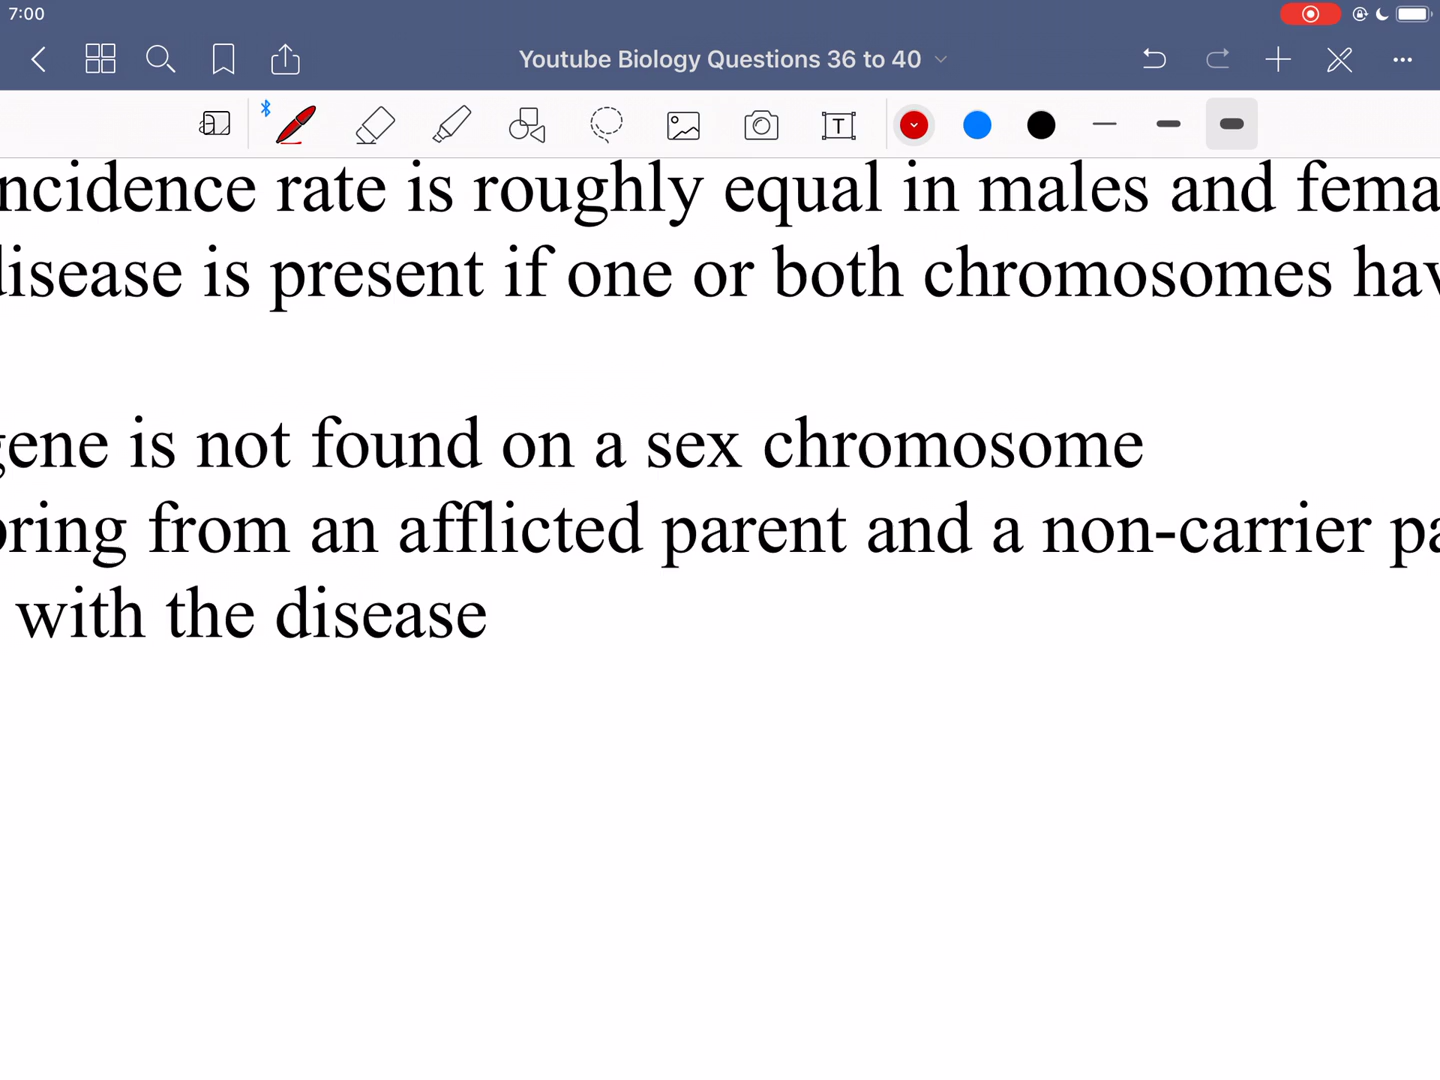 7:00
Youtube Biology Questions 36 to 40
T
ncidence rate is roughly equal in males and fema
disease is present if one or both chromosomes hav
gene is not found on a sex chromosome
pring from an afflicted parent and a non-carrier pa
with the disease